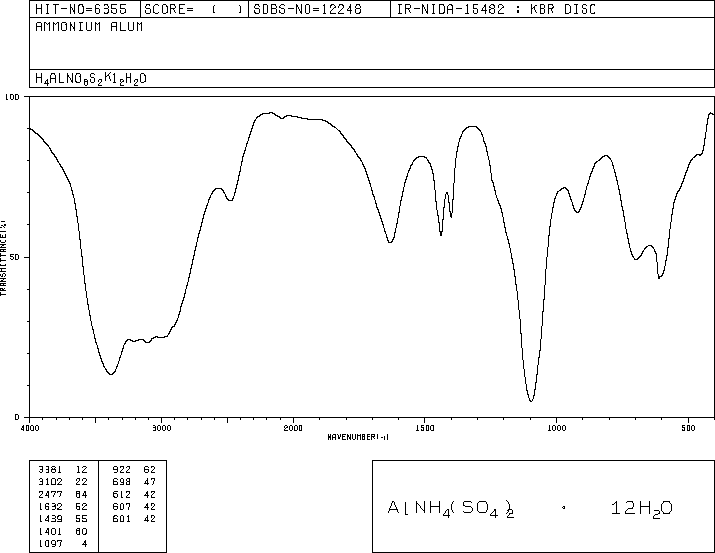 HIT-NO=6355 SCORE= ( ) SDBS-NO=12248 IR-NIDA-15482 : KBR DISC
AMMONIUM ALUM
H4ALNO8S2K12H2O
100
50
0
TRANSMITTANCE(%)
4000 3000 2000 1500 1000 500
WAVENUMBER(-1)
3381 12 922 62
3102 22 698 47
2477 64 612 42
1632 52 607 42
1439 55 601 42
1401 60
1097 4
AlNH4(SO4)2 · 12H2O